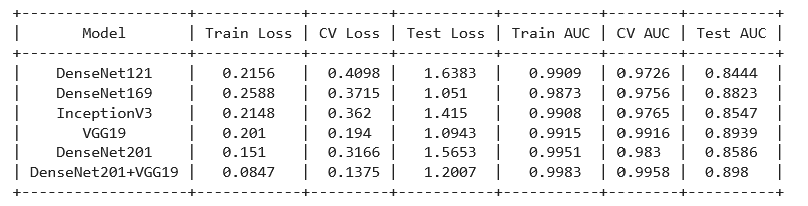 +-------------------+------------+---------+-----------+-----------+--------+----------+
| Model | Train Loss | CV Loss | Test Loss | Train AUC | CV AUC | Test AUC |
+-------------------+------------+---------+-----------+-----------+--------+----------+
| DenseNet121 | 0.2156 | 0.4098 | 1.6383 | 0.9909 | 0.9726 | 0.8444 |
| DenseNet169 | 0.2588 | 0.3715 | 1.051 | 0.9873 | 0.9756 | 0.8823 |
| InceptionV3 | 0.2148 | 0.362 | 1.415 | 0.9908 | 0.9765 | 0.8547 |
| VGG19 | 0.201 | 0.194 | 1.0943 | 0.9915 | 0.9916 | 0.8939 |
| DenseNet201 | 0.151 | 0.3166 | 1.5653 | 0.9951 | 0.983 | 0.8586 |
| DenseNet201+VGG19 | 0.0847 | 0.1375 | 1.2007 | 0.9983 | 0.9958 | 0.898 |
+-------------------+------------+---------+-----------+-----------+--------+----------+